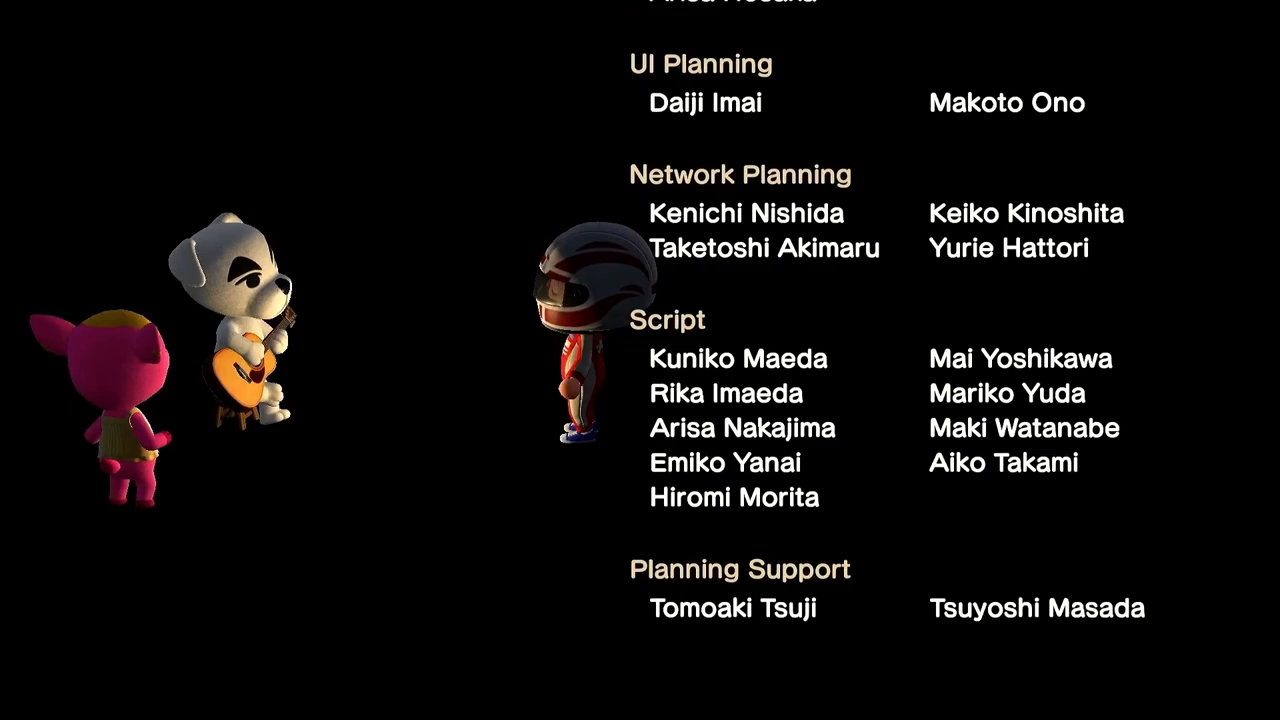 UI Planning
Daiji Imai Makoto Ono
Network Planning
Kenichi Nishida Keiko Kinoshita
Taketoshi Akimaru Yurie Hattori
Script
Kuniko Maeda Mai Yoshikawa
Rika Imaeda Mariko Yuda
Arisa Nakajima Maki Watanabe
Emiko Yanai Aiko Takami
Hiromi Morita
Planning Support
Tomoaki Tsuji Tsuyoshi Masada